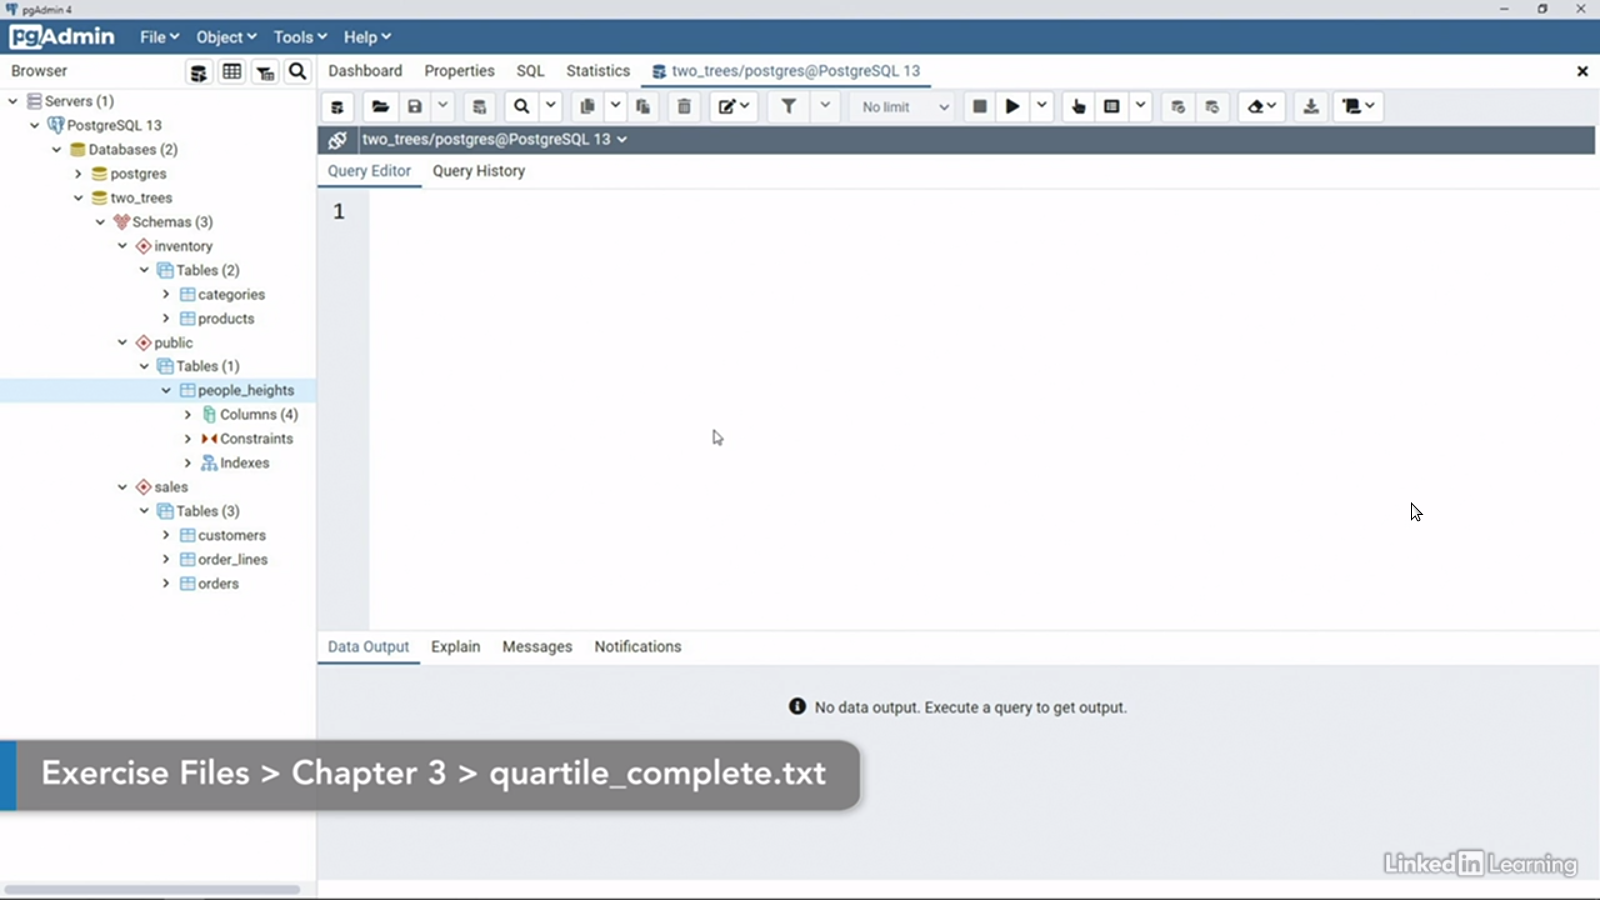 pgAdmin 4
pgAdmin File Object Tools Help
Browser
Dashboard Properties SQL Statistics two_trees/postgres@PostgreSQL 13
No limit
Servers (1)
PostgreSQL 13
Databases (2)
postgres
two_trees
Schemas (3)
inventory
Tables (2)
categories
products
public
Tables (1)
people_heights
Columns (4)
Constraints
Indexes
sales
Tables (3)
customers
order_lines
orders
two_trees/postgres@PostgreSQL 13
Query Editor Query History
1
Data Output Explain Messages Notifications
No data output. Execute a query to get output.
Exercise Files > Chapter 3 > quartile_complete.txt
Linked in Learning